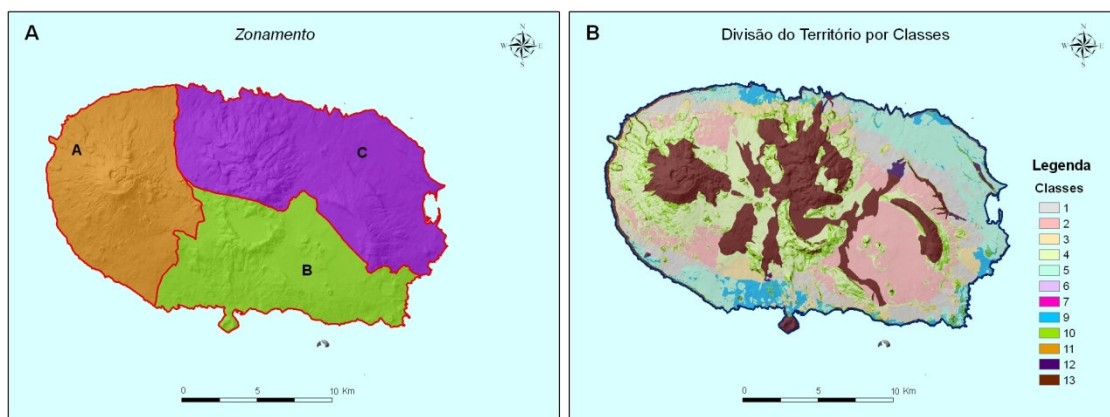 A
Zonamento
N
W E
S
A
C
B
0 5 10 Km
B
Divisão do Território por Classes
N
W E
S
Legenda
Classes
1
2
3
4
5
6
7
9
10
11
12
13
0 5 10 Km